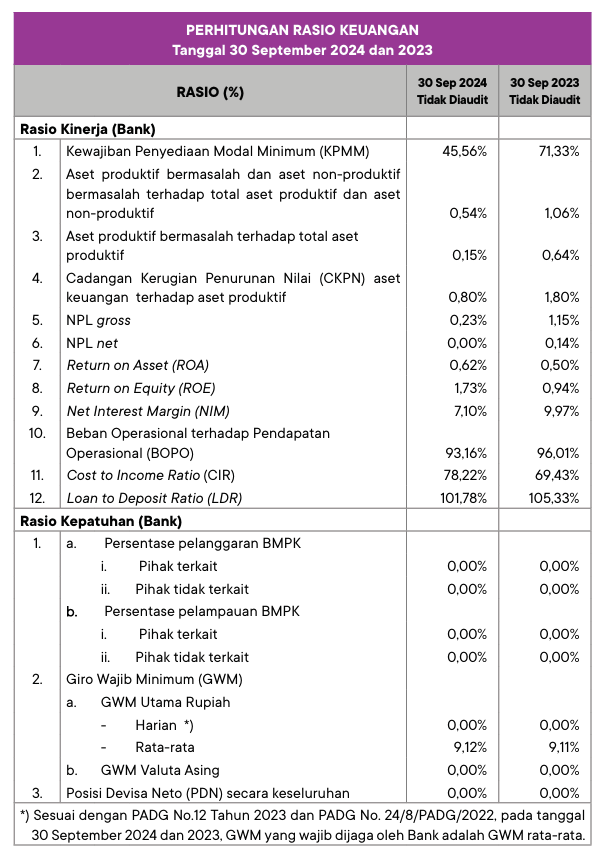 PERHITUNGAN RASIO KEUANGAN
Tanggal 30 September 2024 dan 2023
RASIO (%) 30 Sep 2024 Tidak Diaudit 30 Sep 2023 Tidak Diaudit
Rasio Kinerja (Bank)
1. Kewajiban Penyediaan Modal Minimum (KPMM) 45,56% 71,33%
2. Aset produktif bermasalah dan aset non-produktif
bermasalah terhadap total aset produktif dan aset
non-produktif 0,54% 1,06%
3. Aset produktif bermasalah terhadap total aset
produktif 0,15% 0,64%
4. Cadangan Kerugian Penurunan Nilai (CKPN) aset
keuangan terhadap aset produktif 0,80% 1,80%
5. NPL gross 0,23% 1,15%
6. NPL net 0,00% 0,14%
7. Return on Asset (ROA) 0,62% 0,50%
8. Return on Equity (ROE) 1,73% 0,94%
9. Net Interest Margin (NIM) 7,10% 9,97%
10. Beban Operasional terhadap Pendapatan
Operasional (BOPO) 93,16% 96,01%
11. Cost to Income Ratio (CIR) 78,22% 69,43%
12. Loan to Deposit Ratio (LDR) 101,78% 105,33%
Rasio Kepatuhan (Bank)
1. a. Persentase pelanggaran BMPK
i. Pihak terkait 0,00% 0,00%
ii. Pihak tidak terkait 0,00% 0,00%
b. Persentase pelampauan BMPK
i. Pihak terkait 0,00% 0,00%
ii. Pihak tidak terkait 0,00% 0,00%
2. Giro Wajib Minimum (GWM)
a. GWM Utama Rupiah
- Harian *) 0,00% 0,00%
- Rata-rata 9,12% 9,11%
b. GWM Valuta Asing 0,00% 0,00%
3. Posisi Devisa Neto (PDN) secara keseluruhan 0,00% 0,00%
*) Sesuai dengan PADG No.12 Tahun 2023 dan PADG No. 24/8/PADG/2022, pada tanggal
30 September 2024 dan 2023, GWM yang wajib dijaga oleh Bank adalah GWM rata-rata.